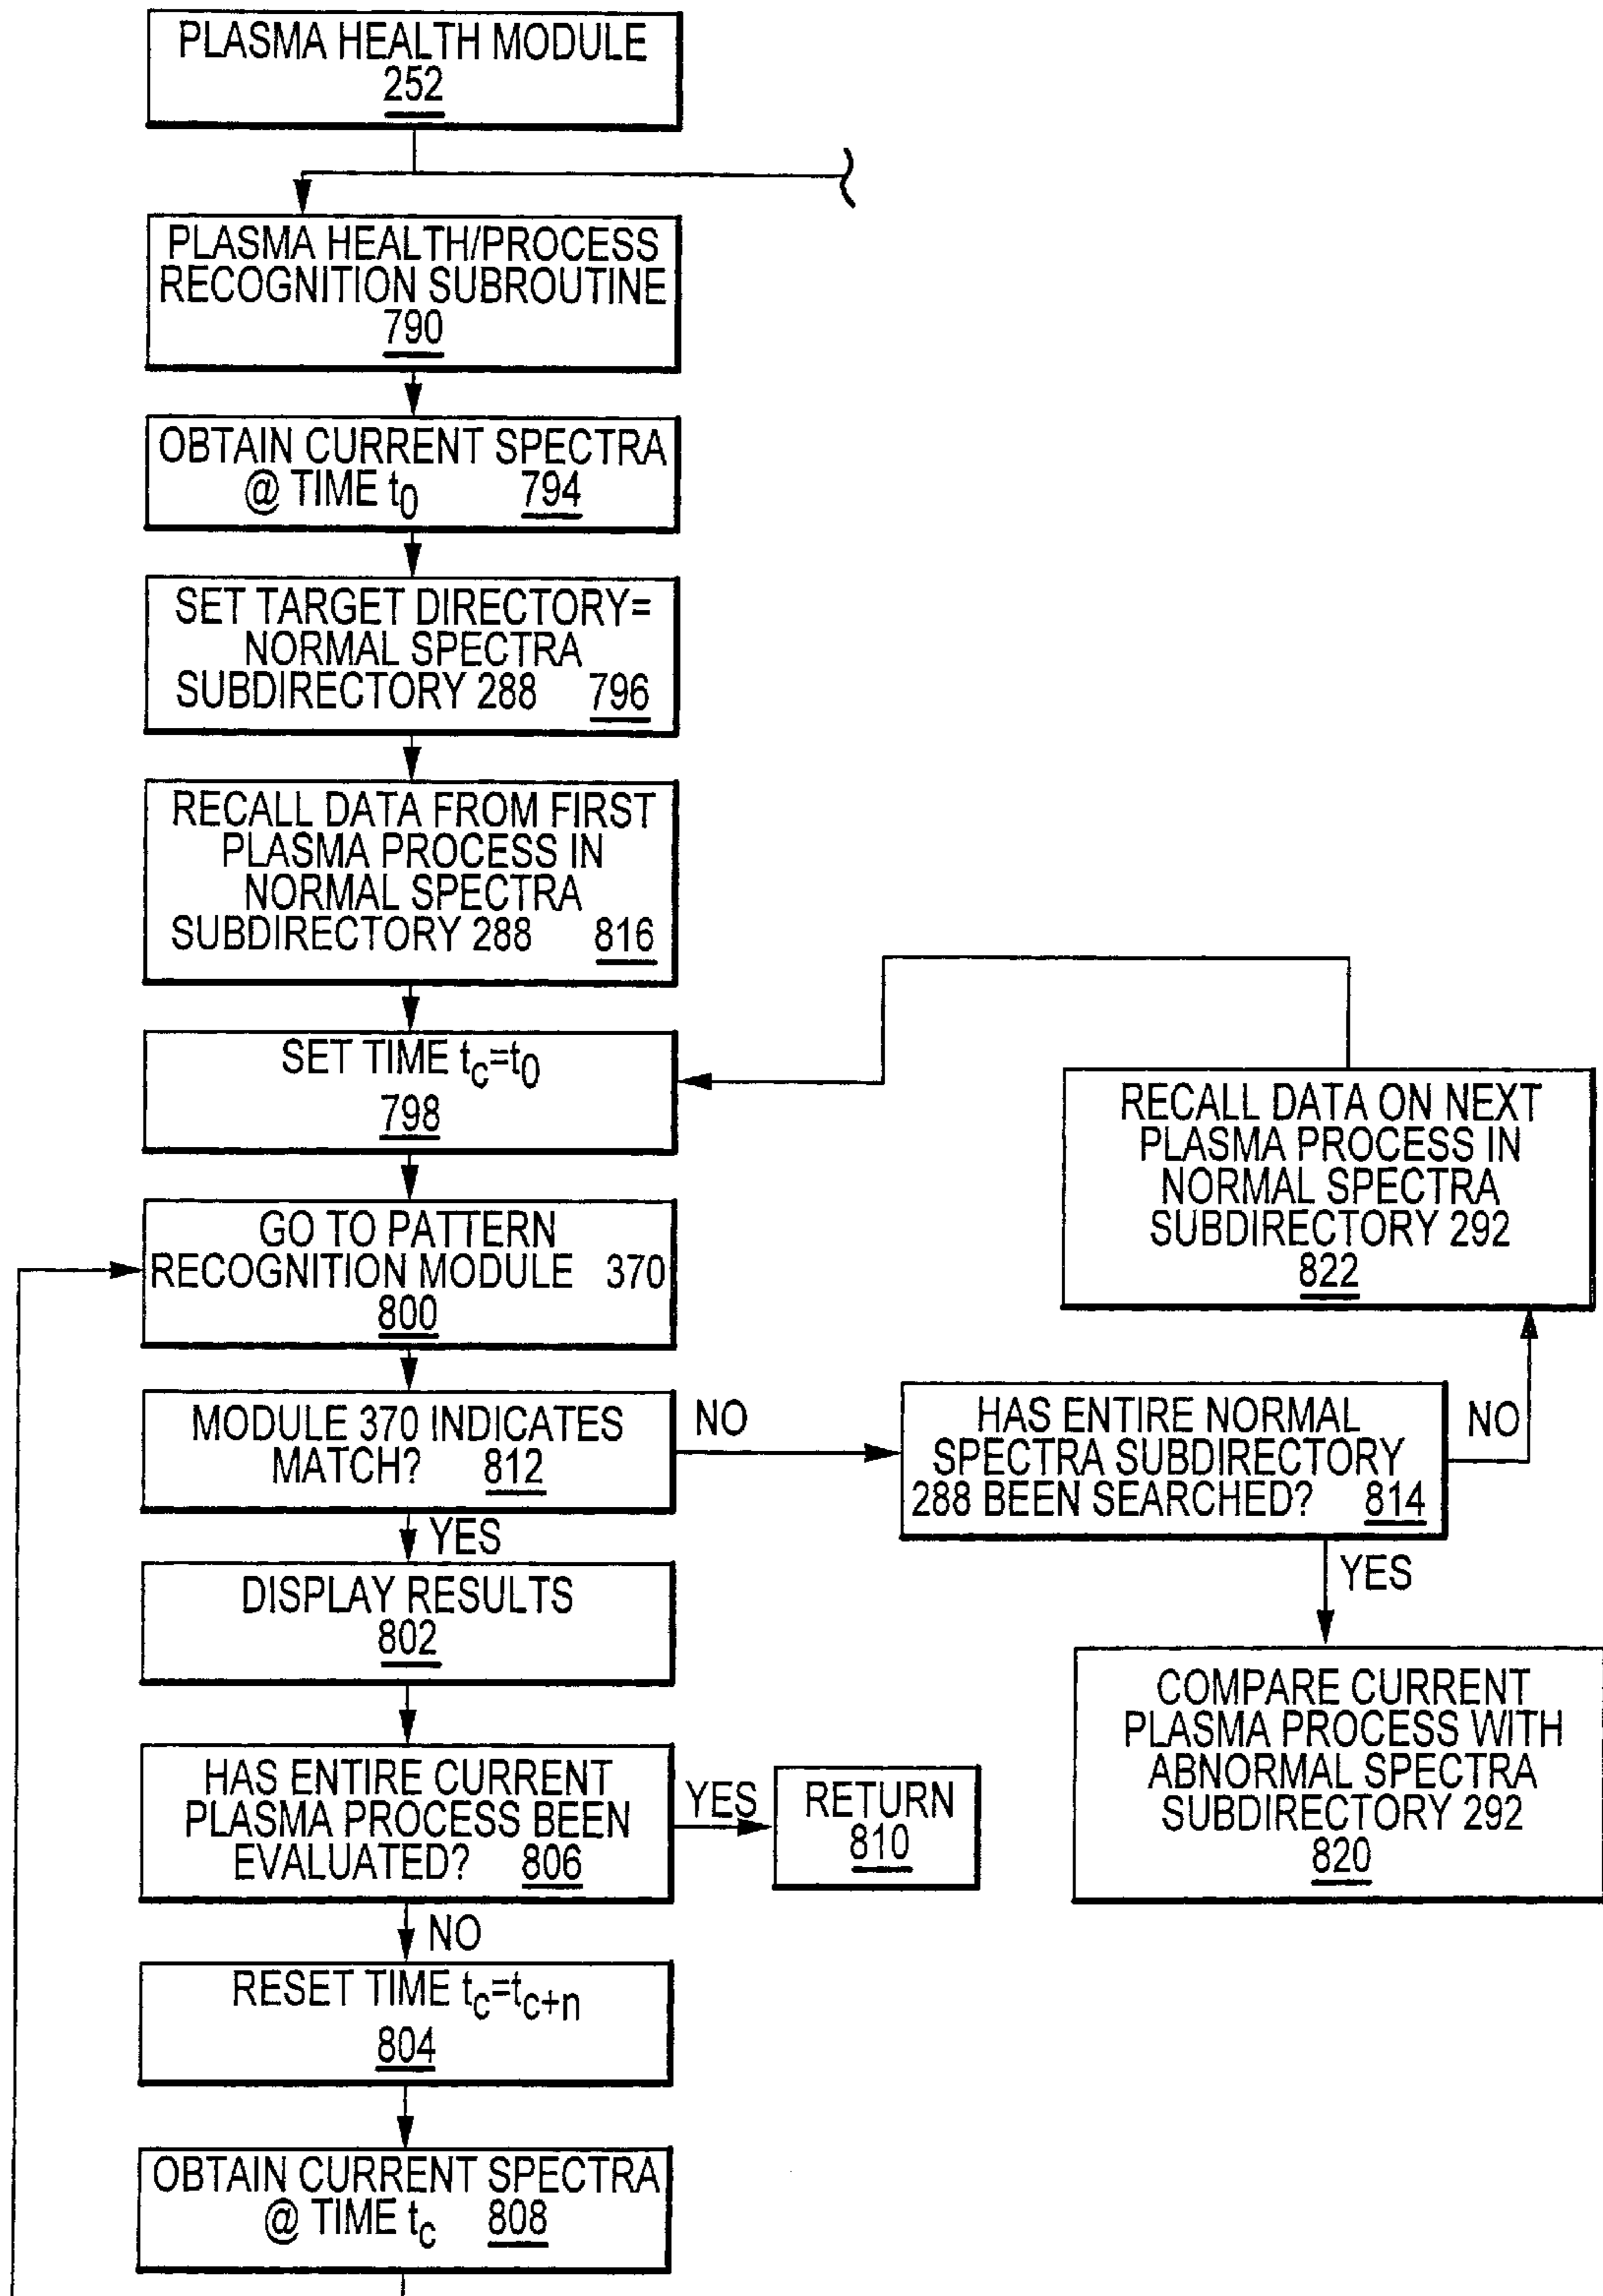 PLASMA HEALTH MODULE
252
PLASMA HEALTH/PROCESS
RECOGNITION SUBROUTINE
790
OBTAIN CURRENT SPECTRA
@ TIME t0 794
SET TARGET DIRECTORY=
NORMAL SPECTRA
SUBDIRECTORY 288 796
RECALL DATA FROM FIRST
PLASMA PROCESS IN
NORMAL SPECTRA
SUBDIRECTORY 288 816
SET TIME tc=t0
798
GO TO PATTERN
RECOGNITION MODULE 370
800
MODULE 370 INDICATES
MATCH? 812
NO
YES
HAS ENTIRE NORMAL
SPECTRA SUBDIRECTORY
288 BEEN SEARCHED? 814
NO
YES
RECALL DATA ON NEXT
PLASMA PROCESS IN
NORMAL SPECTRA
SUBDIRECTORY 292
822
COMPARE CURRENT
PLASMA PROCESS WITH
ABNORMAL SPECTRA
SUBDIRECTORY 292
820
DISPLAY RESULTS
802
HAS ENTIRE CURRENT
PLASMA PROCESS BEEN
EVALUATED? 806
YES
RETURN
810
NO
RESET TIME tc=tc+n
804
OBTAIN CURRENT SPECTRA
@ TIME tc 808